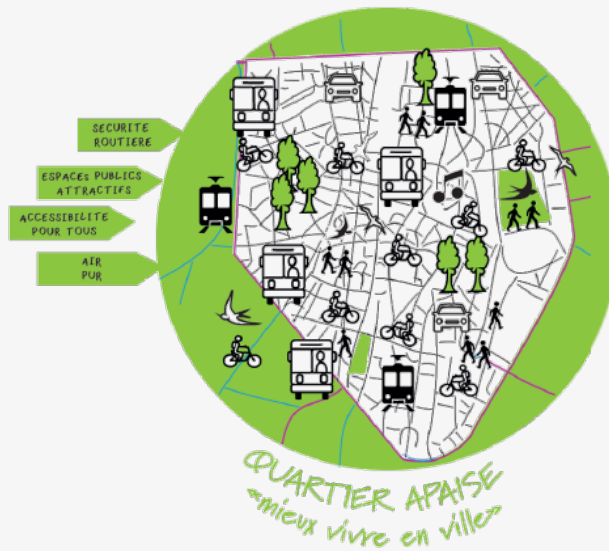 SECURITE
ROUTIERE
ESPACES PUBLICS
ATTRACTIFS
ACCESSIBILITE
POUR TOUS
AIR
PUR
QUARTIER APAISE
«mieux vivre en ville»